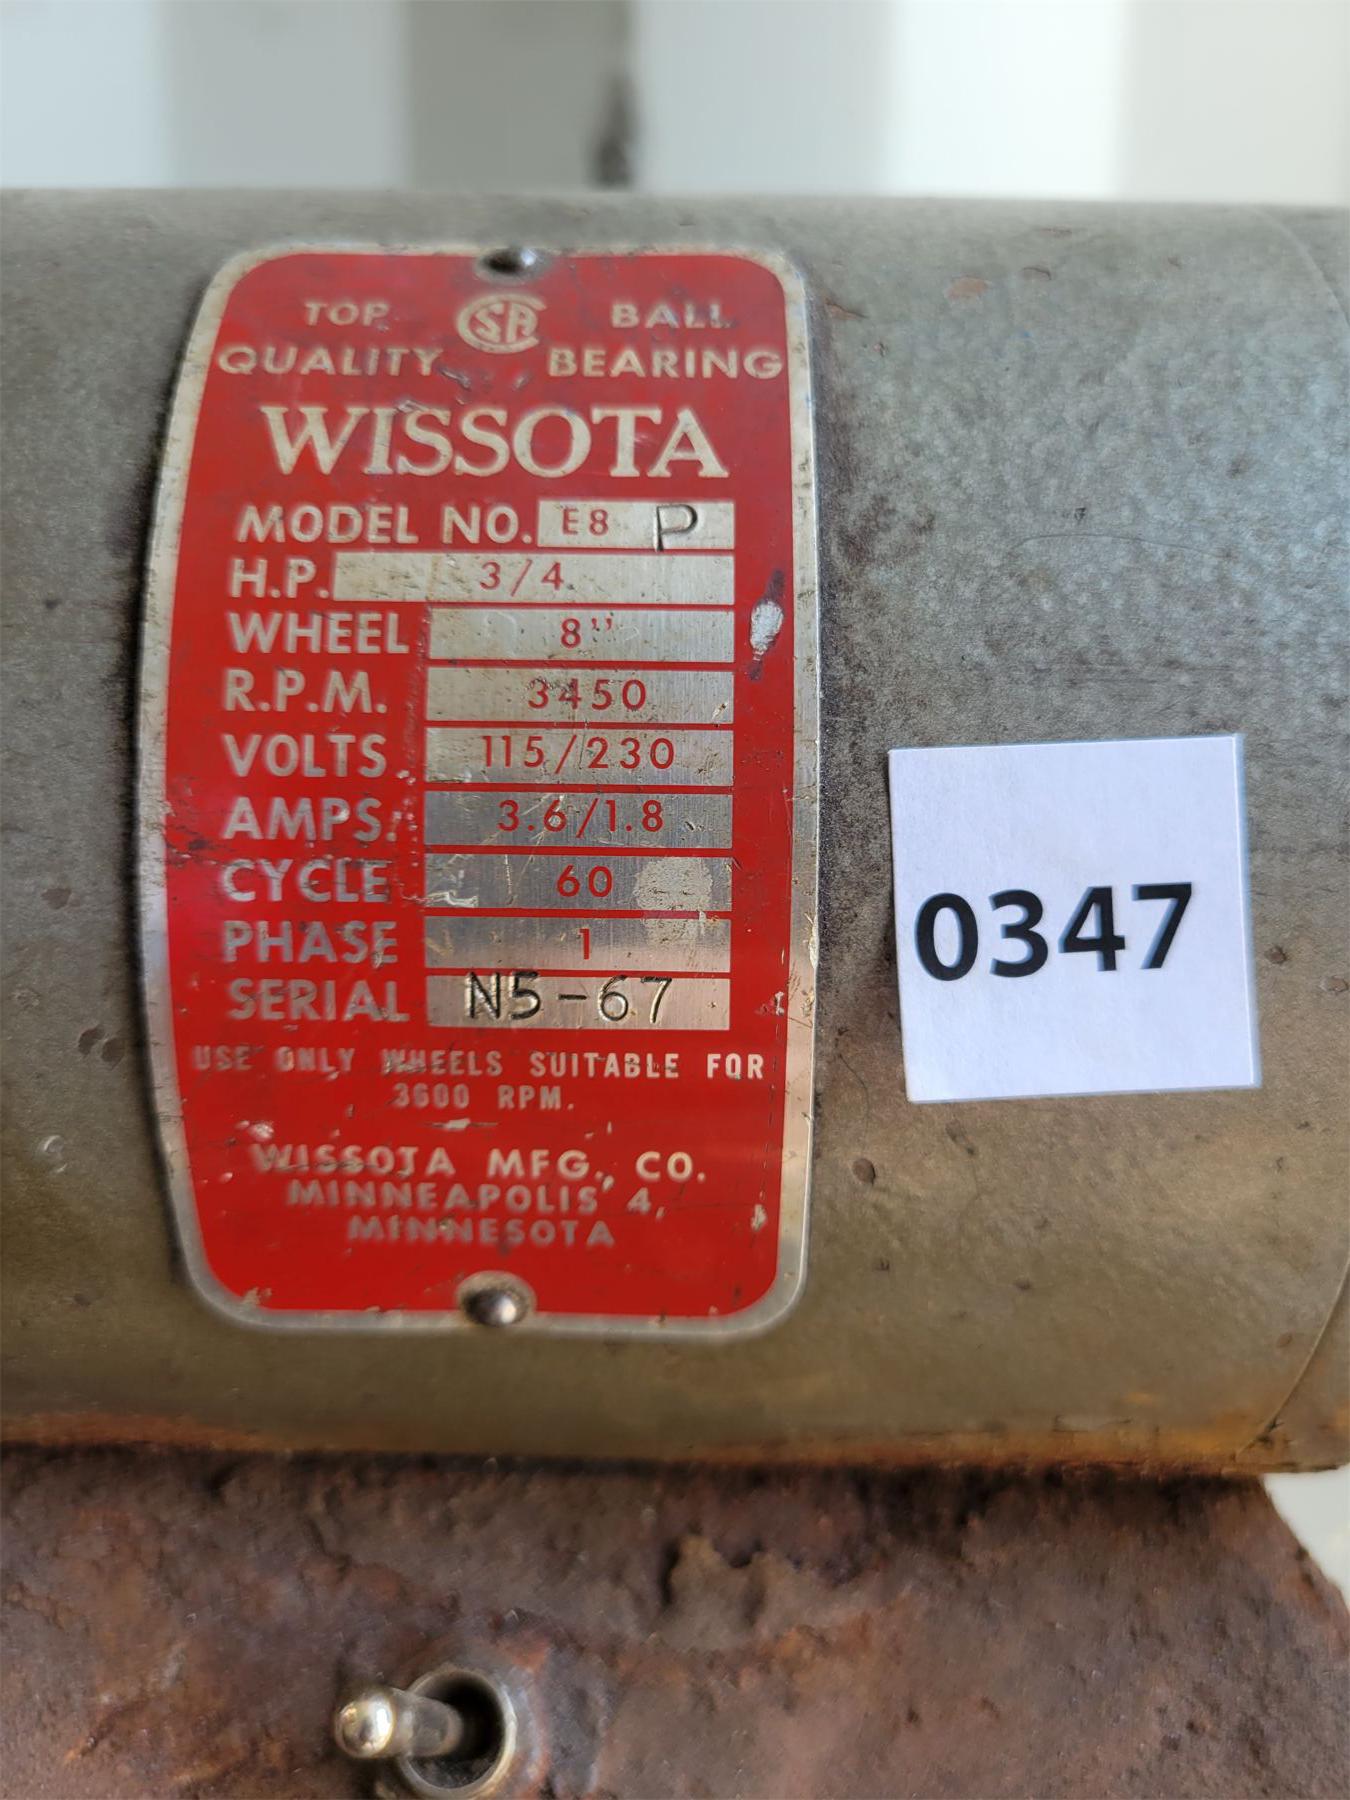 TOP CSA BALL
QUALITY BEARING
WISSOTA
MODEL NO. E8 P
H.P. 3/4
WHEEL 8"
R.P.M. 3450
VOLTS 115/230
AMPS. 3.6/1.8
CYCLE 60
PHASE 1
SERIAL N5-67
USE ONLY WHEELS SUITABLE FOR
3600 RPM.
WISSOTA MFG. CO.
MINNEAPOLIS 4,
MINNESOTA
0347